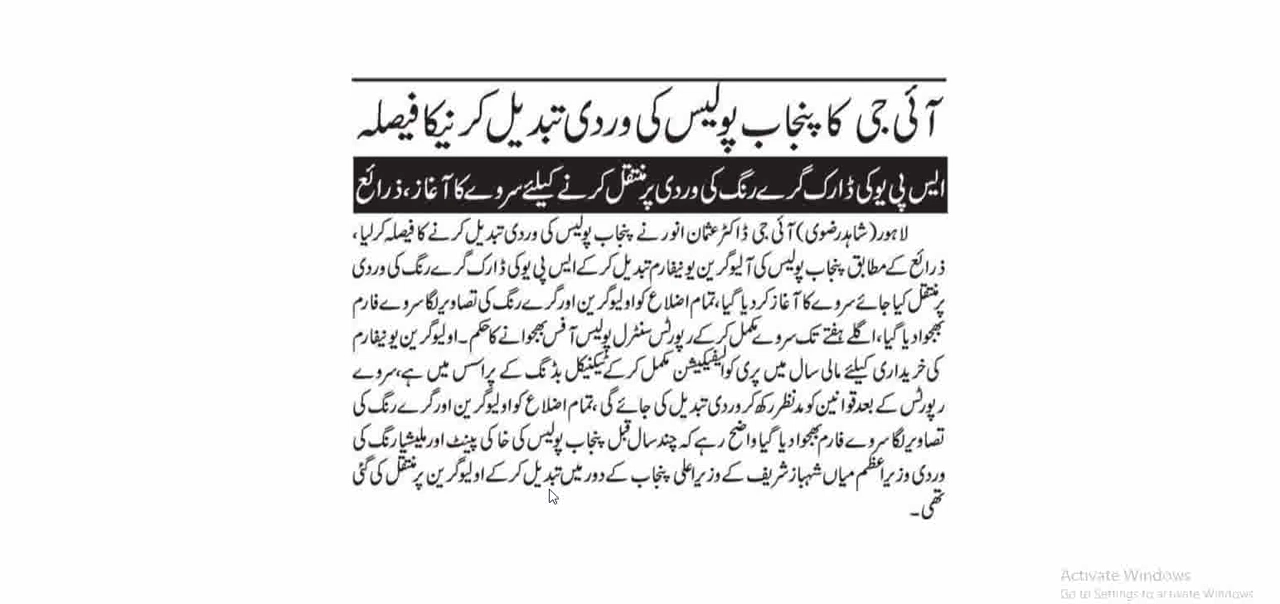 آئی جی کا پنجاب پولیس کی وردی تبدیل کرنیکا فیصلہ
ایس پی یو کی ڈارک گرے رنگ کی وردی پر منتقل کرنے کیلئے سروے کا آغاز، ذرائع
لاہور (شاہد رضوی) آئی جی ڈاکٹر عثمان انور نے پنجاب پولیس کی وردی تبدیل کرنے کا فیصلہ کر لیا،
ذرائع کے مطابق پنجاب پولیس کی آلیو گرین یونیفارم تبدیل کر کے ایس پی یو کی ڈارک گرے رنگ کی وردی
پر منتقل کیا جائے سروے کا آغاز کر دیا گیا، تمام اضلاع کو اولیو گرین اور گرے رنگ کی تصاویر لگا سروے فارم
بھجوا دیا گیا، اگلے ہفتے تک سروے مکمل کر کے رپورٹس سنٹرل پولیس آفس بھجوانے کا حکم۔ اولیو گرین یونیفارم
کی خریداری کیلئے مالی سال میں پری کوالیفیکیشن مکمل کر کے ٹیکنیکل بڈنگ کے پراسس میں ہے، سروے
رپورٹس کے بعد قوانین کو مدنظر رکھ کر وردی تبدیل کی جائے گی، تمام اضلاع کو اولیو گرین اور گرے رنگ کی
تصاویر لگا سروے فارم بھجوا دیا گیا واضح رہے کہ چند سال قبل پنجاب پولیس کی خاکی پینٹ اور ملیشیا رنگ کی
وردی وزیر اعظم میاں شہباز شریف کے وزیر اعلی پنجاب کے دور میں تبدیل کر کے اولیو گرین پر منتقل کی گئی
تھی۔
Activate Windows
Go to Settings to activate Windows.